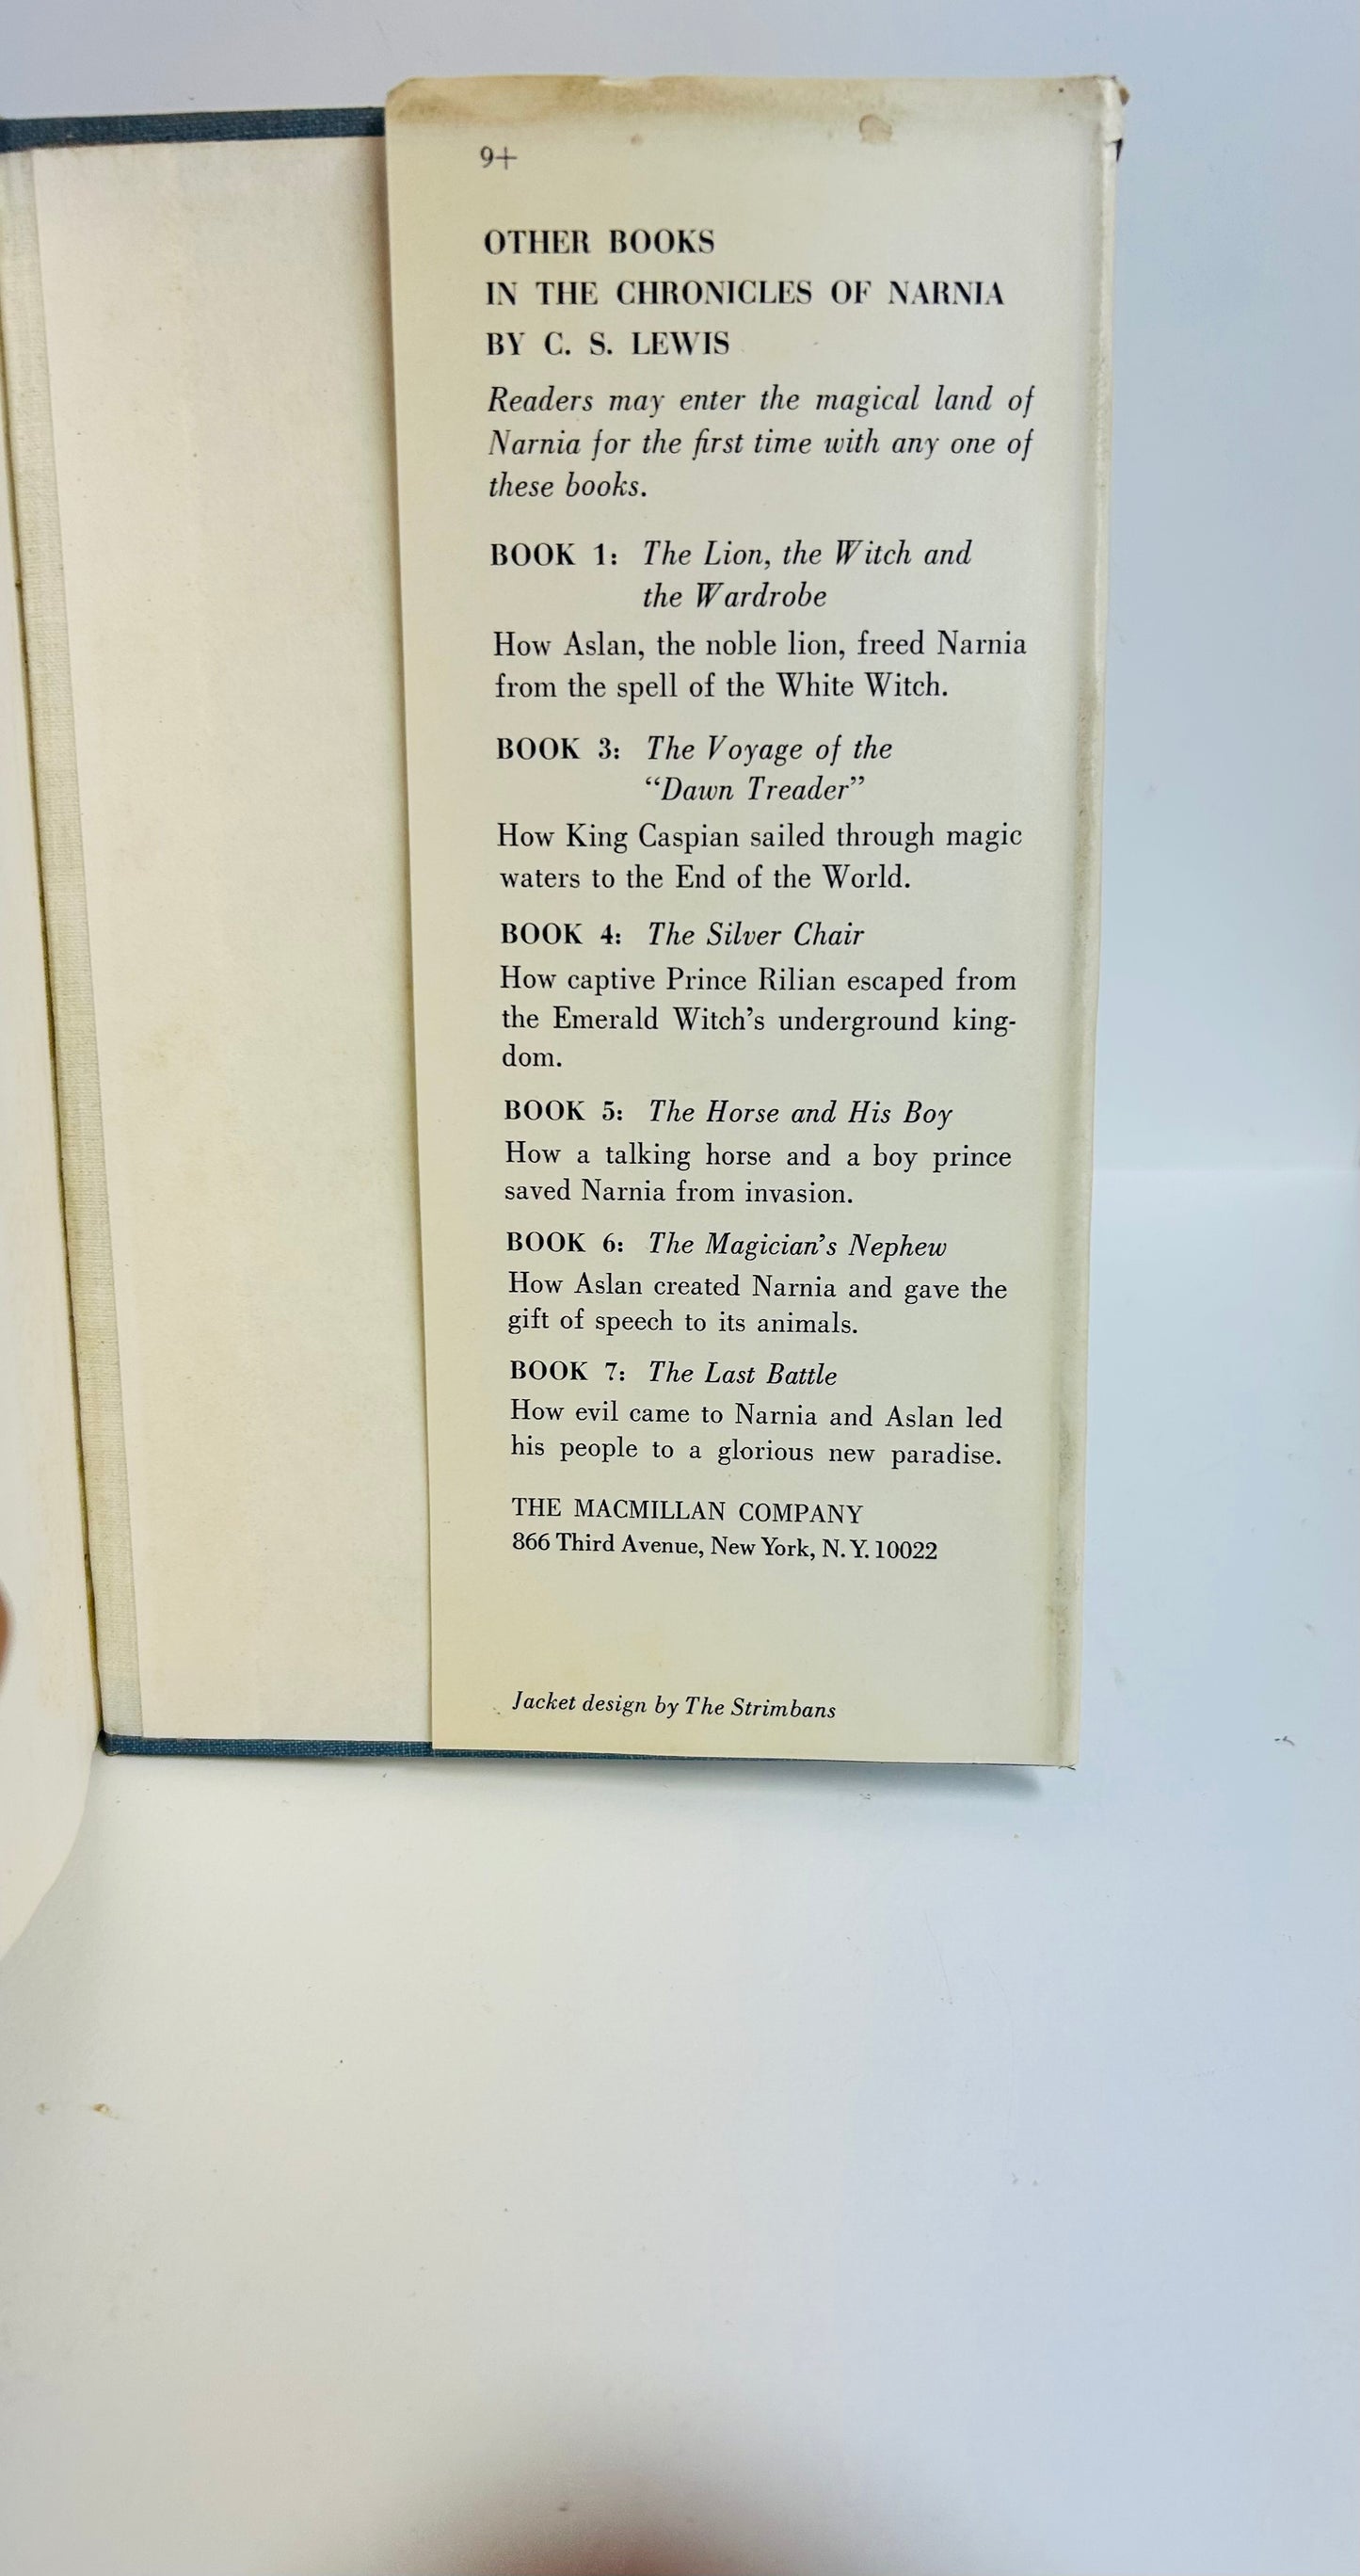 9+
OTHER BOOKS
IN THE CHRONICLES OF NARNIA
BY C. S. LEWIS
Readers may enter the magical land of
Narnia for the first time with any one of
these books.
BOOK 1: The Lion, the Witch and
the Wardrobe
How Aslan, the noble lion, freed Narnia
from the spell of the White Witch.
BOOK 3: The Voyage of the
“Dawn Treader”
How King Caspian sailed through magic
waters to the End of the World.
BOOK 4: The Silver Chair
How captive Prince Rilian escaped from
the Emerald Witch’s underground king-
dom.
BOOK 5: The Horse and His Boy
How a talking horse and a boy prince
saved Narnia from invasion.
BOOK 6: The Magician’s Nephew
How Aslan created Narnia and gave the
gift of speech to its animals.
BOOK 7: The Last Battle
How evil came to Narnia and Aslan led
his people to a glorious new paradise.
THE MACMILLAN COMPANY
866 Third Avenue, New York, N. Y. 10022
Jacket design by The Strimbans